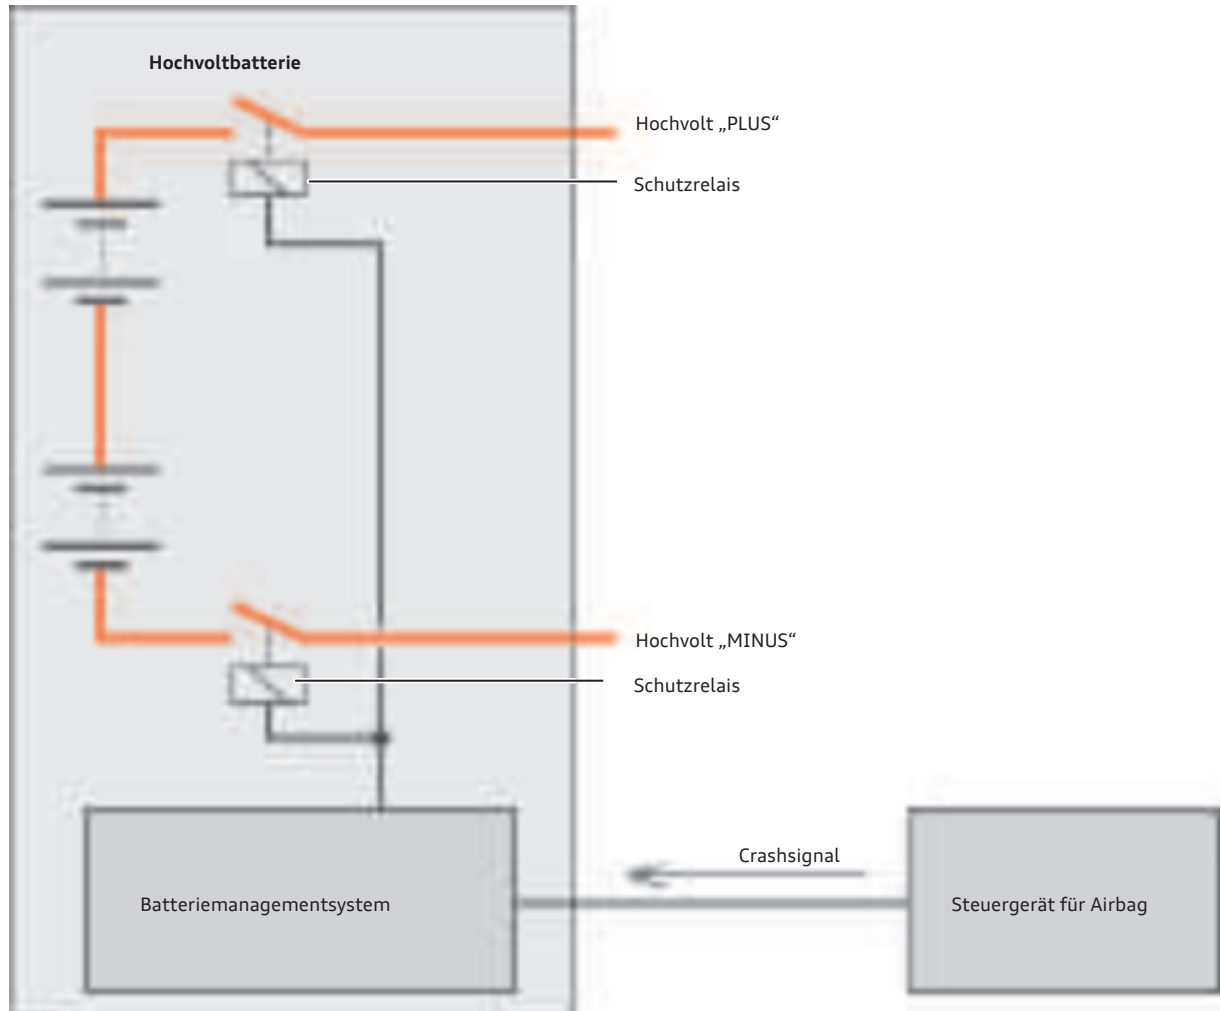 Hochvoltbatterie
Hochvolt „PLUS“
Schutzrelais
Hochvolt „MINUS“
Schutzrelais
Crashsignal
Batteriemanagementsystem
Steuergerät für Airbag